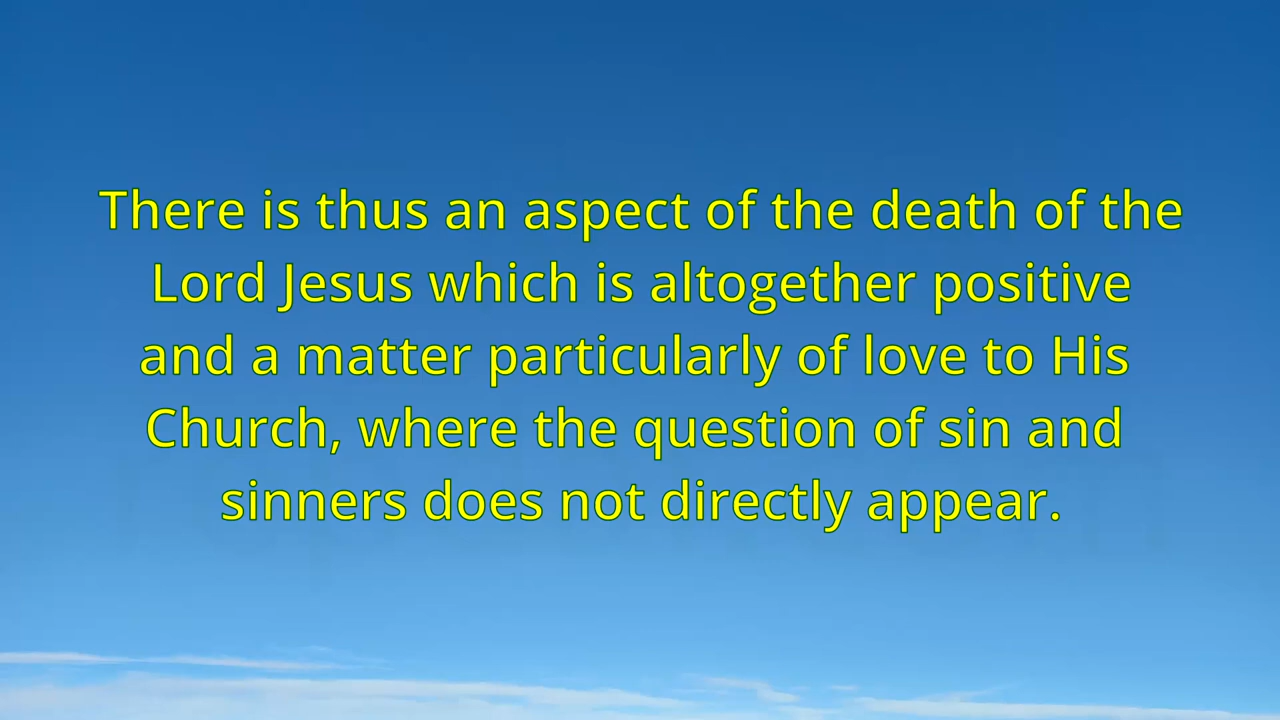 There is thus an aspect of the death of the
Lord Jesus which is altogether positive
and a matter particularly of love to His
Church, where the question of sin and
sinners does not directly appear.